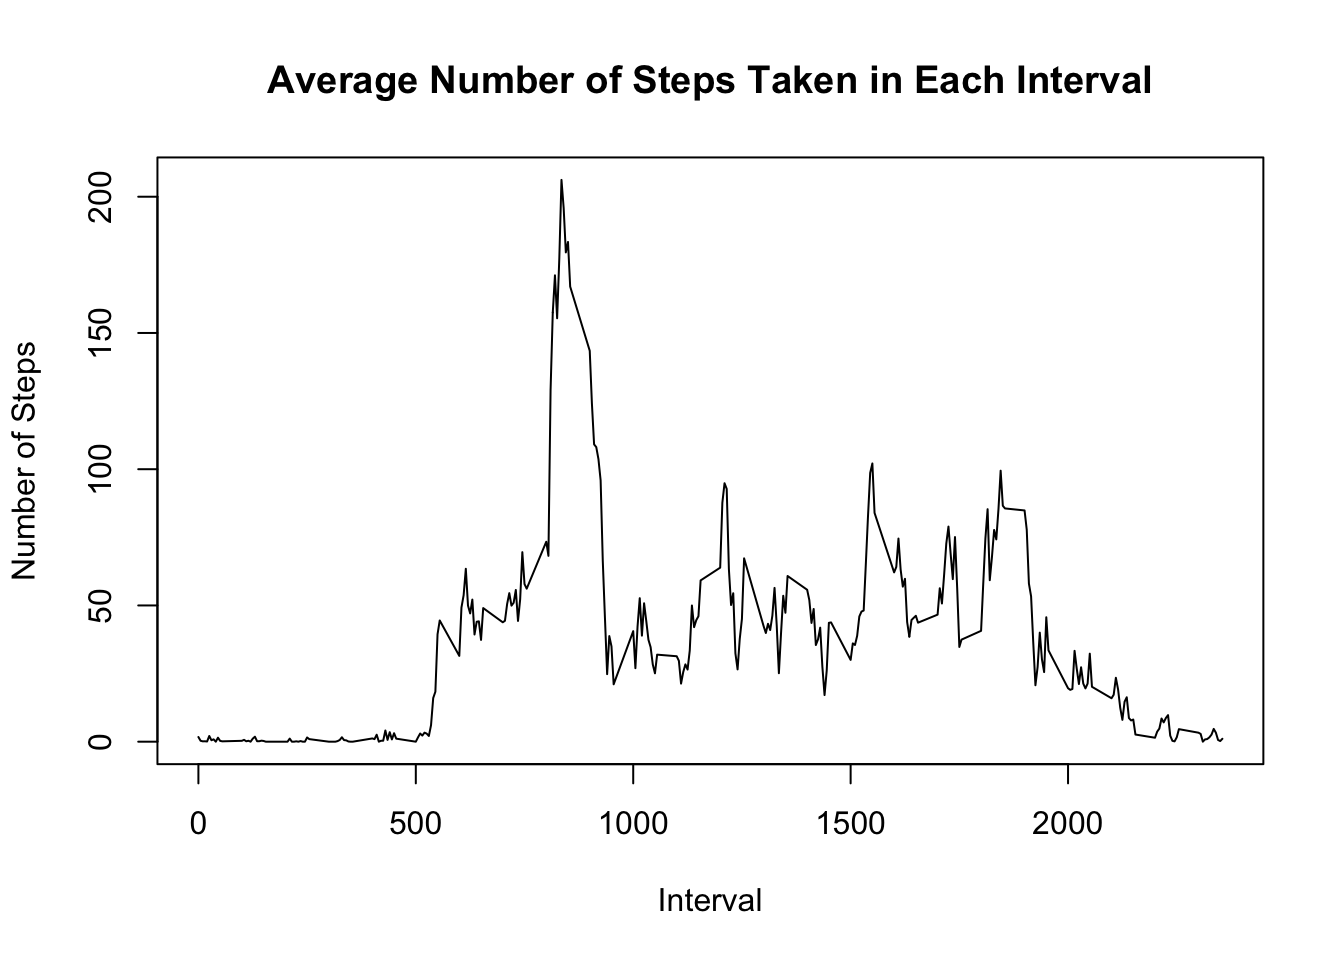 Average Number of Steps Taken in Each Interval
Number of Steps
200
150
100
50
0
0 500 1000 1500 2000
Interval